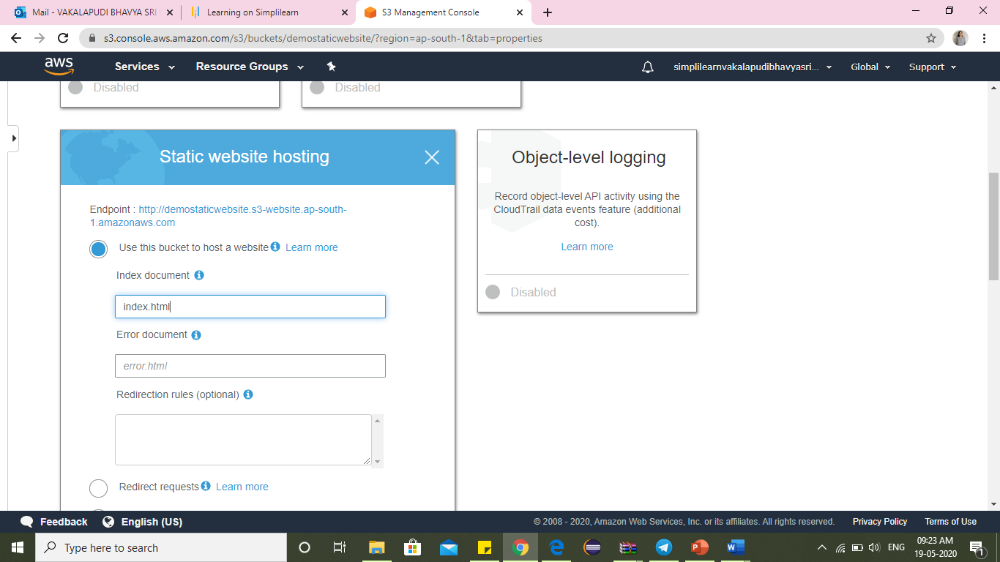 Mail - VAKALAPUDI BHAVYA SRI
Learning on Simplilearn
S3 Management Console
s3.console.aws.amazon.com/s3/buckets/demostaticwebsite/?region=ap-south-1&tab=properties
aws
Services
Resource Groups
simplilearnvakalapudibhavyasri...
Global
Support
Disabled
Disabled
Static website hosting
Endpoint : http://demostaticwebsite.s3-website.ap-south-
1.amazonaws.com
Use this bucket to host a website
Learn more
Index document
index.html
Error document
error.html
Redirection rules (optional)
Redirect requests
Learn more
Object-level logging
Record object-level API activity using the
CloudTrail data events feature (additional
cost).
Learn more
Disabled
Feedback
English (US)
© 2008 - 2020, Amazon Web Services, Inc. or its affiliates. All rights reserved.
Privacy Policy
Terms of Use
Type here to search
ENG
09:23 AM
19-05-2020
1